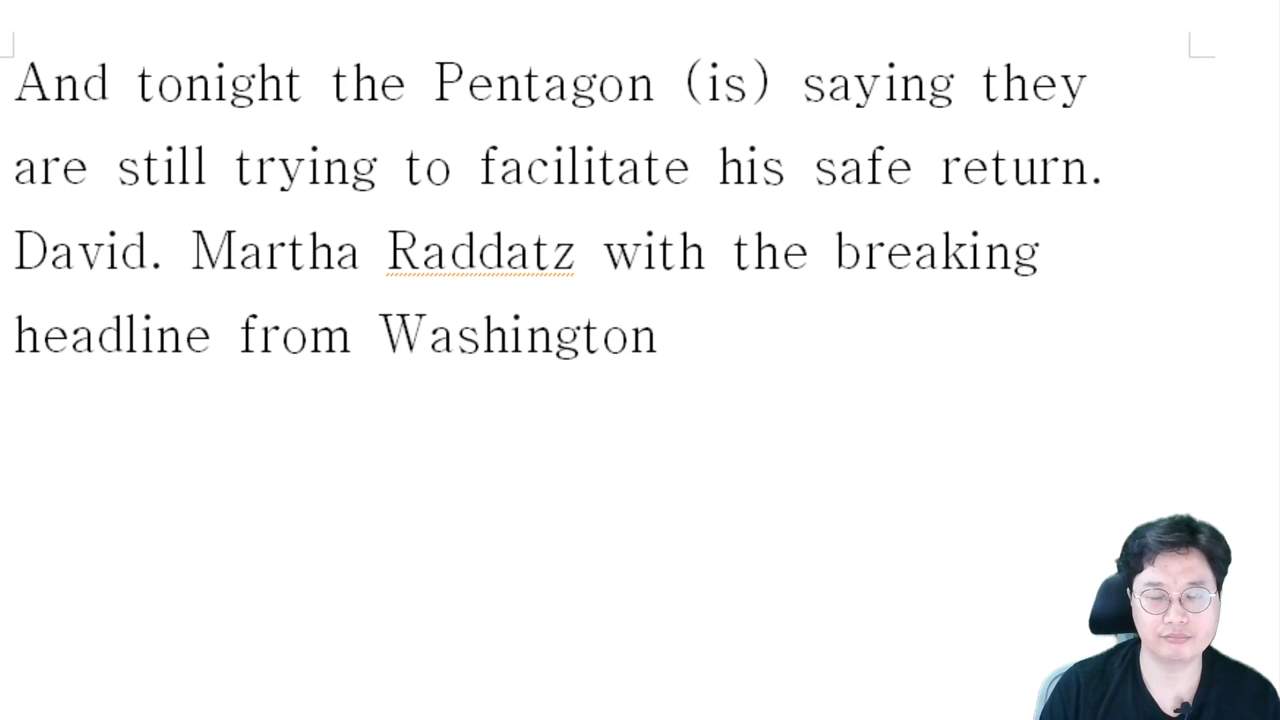 And tonight the Pentagon (is) saying they
are still trying to facilitate his safe return.
David. Martha Raddatz with the breaking
headline from Washington